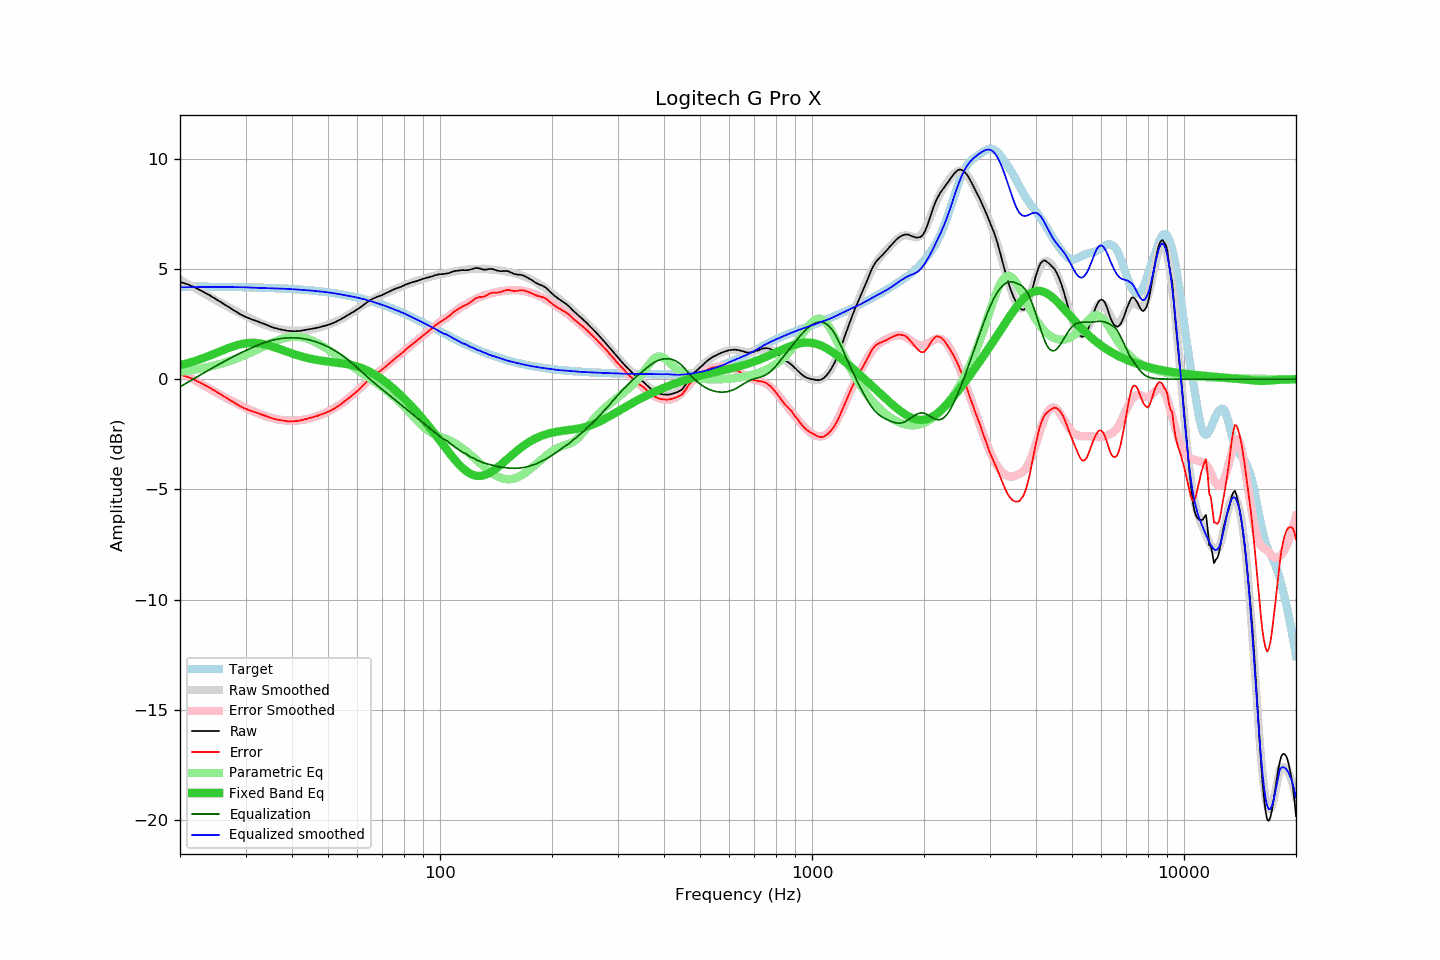 Logitech G Pro X
10
5
0
−5
−10
−15
−20
Amplitude (dBr)
Target
Raw Smoothed
Error Smoothed
Raw
Error
Parametric Eq
Fixed Band Eq
Equalization
Equalized smoothed
100 1000 10000
Frequency (Hz)